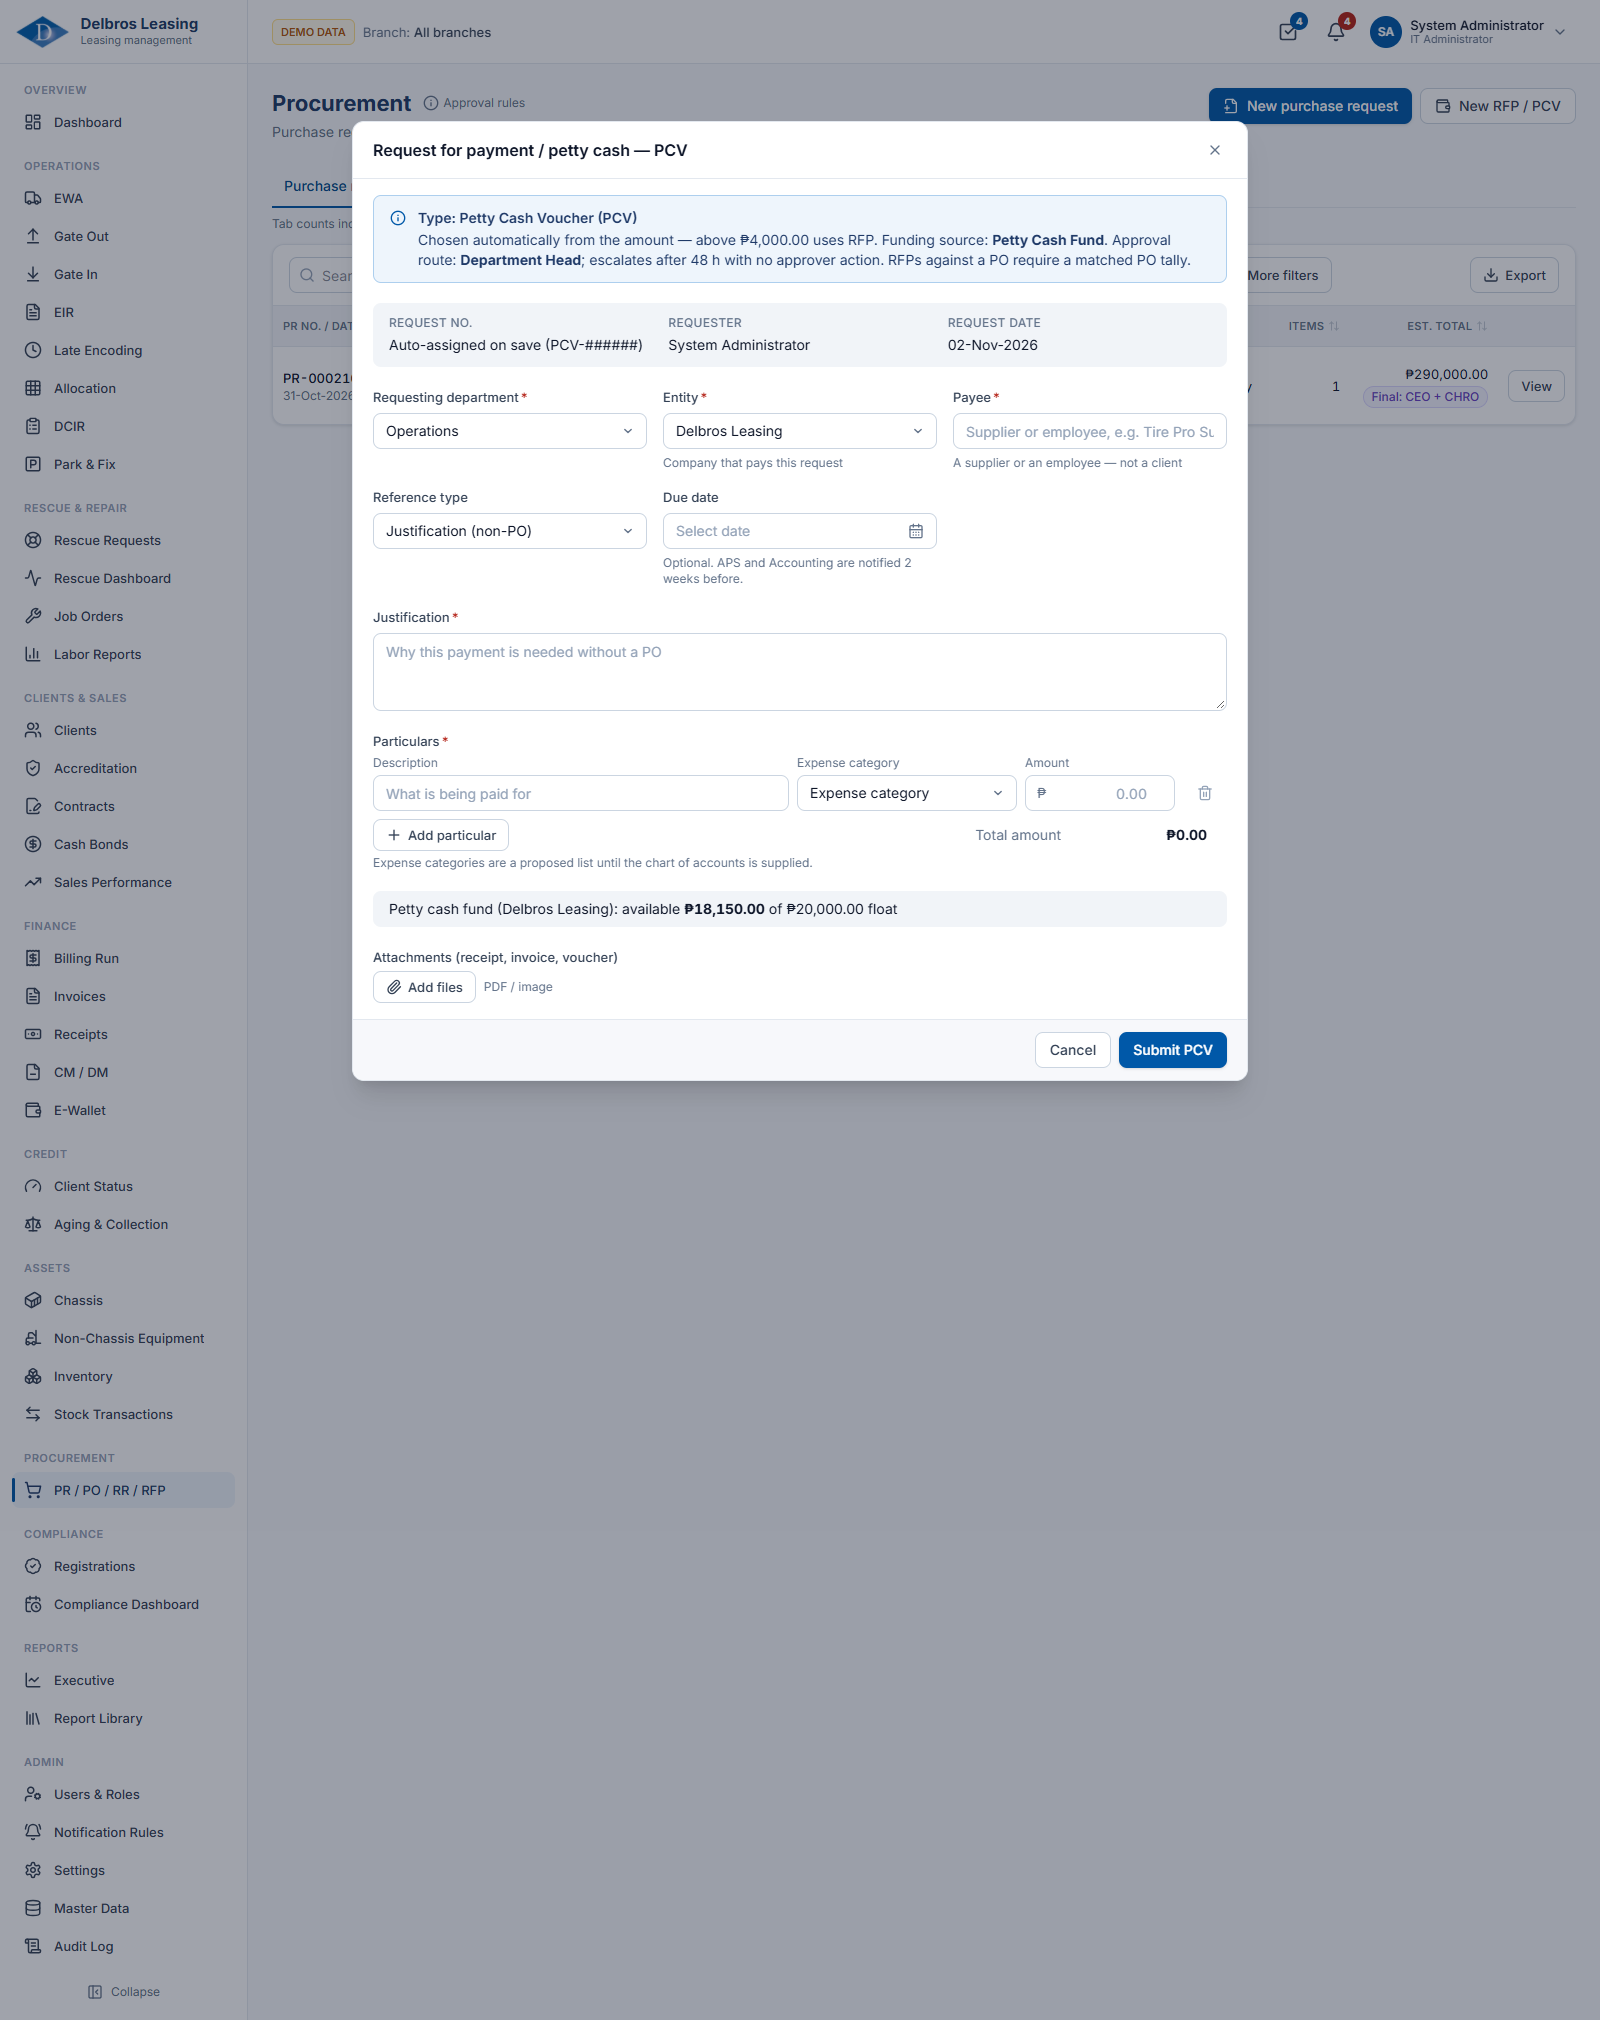 Delbros Leasing
Leasing management
DEMO DATA
Branch: All branches
4
4
SA
System Administrator
IT Administrator
OVERVIEW
Dashboard
OPERATIONS
EWA
Gate Out
Gate In
EIR
Late Encoding
Allocation
DCIR
Park & Fix
RESCUE & REPAIR
Rescue Requests
Rescue Dashboard
Job Orders
Labor Reports
CLIENTS & SALES
Clients
Accreditation
Contracts
Cash Bonds
Sales Performance
FINANCE
Billing Run
Invoices
Receipts
CM / DM
E-Wallet
CREDIT
Client Status
Aging & Collection
ASSETS
Chassis
Non-Chassis Equipment
Inventory
Stock Transactions
PROCUREMENT
PR / PO / RR / RFP
COMPLIANCE
Registrations
Compliance Dashboard
REPORTS
Executive
Report Library
ADMIN
Users & Roles
Notification Rules
Settings
Master Data
Audit Log
Collapse
Procurement
Approval rules
New purchase request
New RFP / PCV
Purchase re
Purchase
Tab counts inc
Sear
More filters
Export
PR NO. / DAT
ITEMS
EST. TOTAL
PR-00021
31-Oct-2026
y
1
₱290,000.00
Final: CEO + CHRO
View
Request for payment / petty cash — PCV
Type: Petty Cash Voucher (PCV)
Chosen automatically from the amount — above ₱4,000.00 uses RFP. Funding source: Petty Cash Fund. Approval
route: Department Head; escalates after 48 h with no approver action. RFPs against a PO require a matched PO tally.
REQUEST NO.
Auto-assigned on save (PCV-######)
REQUESTER
System Administrator
REQUEST DATE
02-Nov-2026
Requesting department *
Operations
Entity *
Delbros Leasing
Company that pays this request
Payee *
Supplier or employee, e.g. Tire Pro Su
A supplier or an employee — not a client
Reference type
Justification (non-PO)
Due date
Select date
Optional. APS and Accounting are notified 2
weeks before.
Justification *
Why this payment is needed without a PO
Particulars *
Description
Expense category
Amount
What is being paid for
Expense category
₱ 0.00
Add particular
Total amount ₱0.00
Expense categories are a proposed list until the chart of accounts is supplied.
Petty cash fund (Delbros Leasing): available ₱18,150.00 of ₱20,000.00 float
Attachments (receipt, invoice, voucher)
Add files
PDF / image
Cancel
Submit PCV